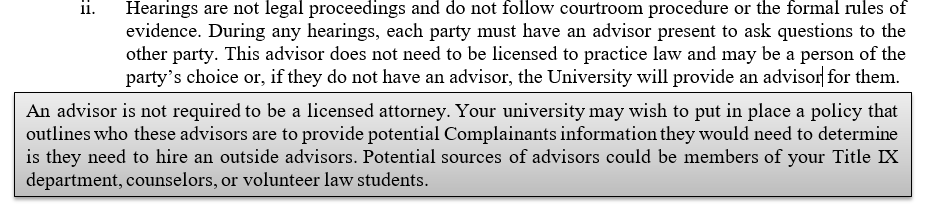 ii. Hearings are not legal proceedings and do not follow courtroom procedure or the formal rules of
evidence. During any hearings, each party must have an advisor present to ask questions to the
other party. This advisor does not need to be licensed to practice law and may be a person of the
party's choice or, if they do not have an advisor, the University will provide an advisor for them.
An advisor is not required to be a licensed attorney. Your university may wish to put in place a policy that
outlines who these advisors are to provide potential Complainants information they would need to determine
is they need to hire an outside advisors. Potential sources of advisors could be members of your Title IX
department, counselors, or volunteer law students.